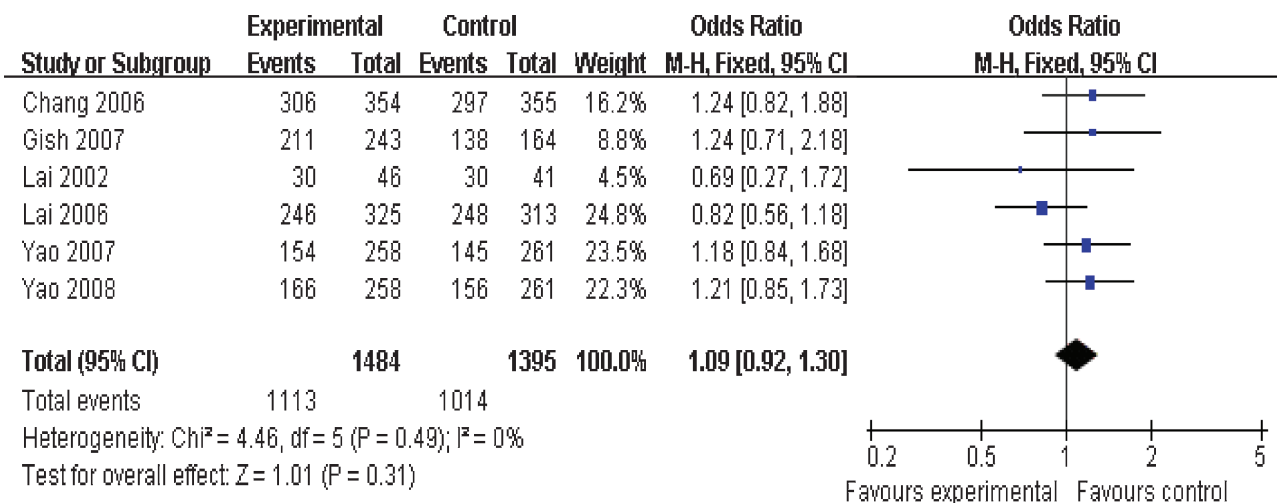 Experimental Control Odds Ratio Odds Ratio
Study or Subgroup Events Total Events Total Weight M-H, Fixed, 95% CI M-H, Fixed, 95% CI
Chang 2006 306 354 297 355 16.2% 1.24 [0.82, 1.88]
Gish 2007 211 243 138 164 8.8% 1.24 [0.71, 2.18]
Lai 2002 30 46 30 41 4.5% 0.69 [0.27, 1.72]
Lai 2006 246 325 248 313 24.8% 0.82 [0.56, 1.18]
Yao 2007 154 258 145 261 23.5% 1.18 [0.84, 1.68]
Yao 2008 166 258 156 261 22.3% 1.21 [0.85, 1.73]
Total (95% CI) 1484 1395 100.0% 1.09 [0.92, 1.30]
Total events 1113 1014
Heterogeneity: Chi² = 4.46, df = 5 (P = 0.49); I² = 0%
Test for overall effect: Z = 1.01 (P = 0.31)
0.2 0.5 1 2 5
Favours experimental Favours control